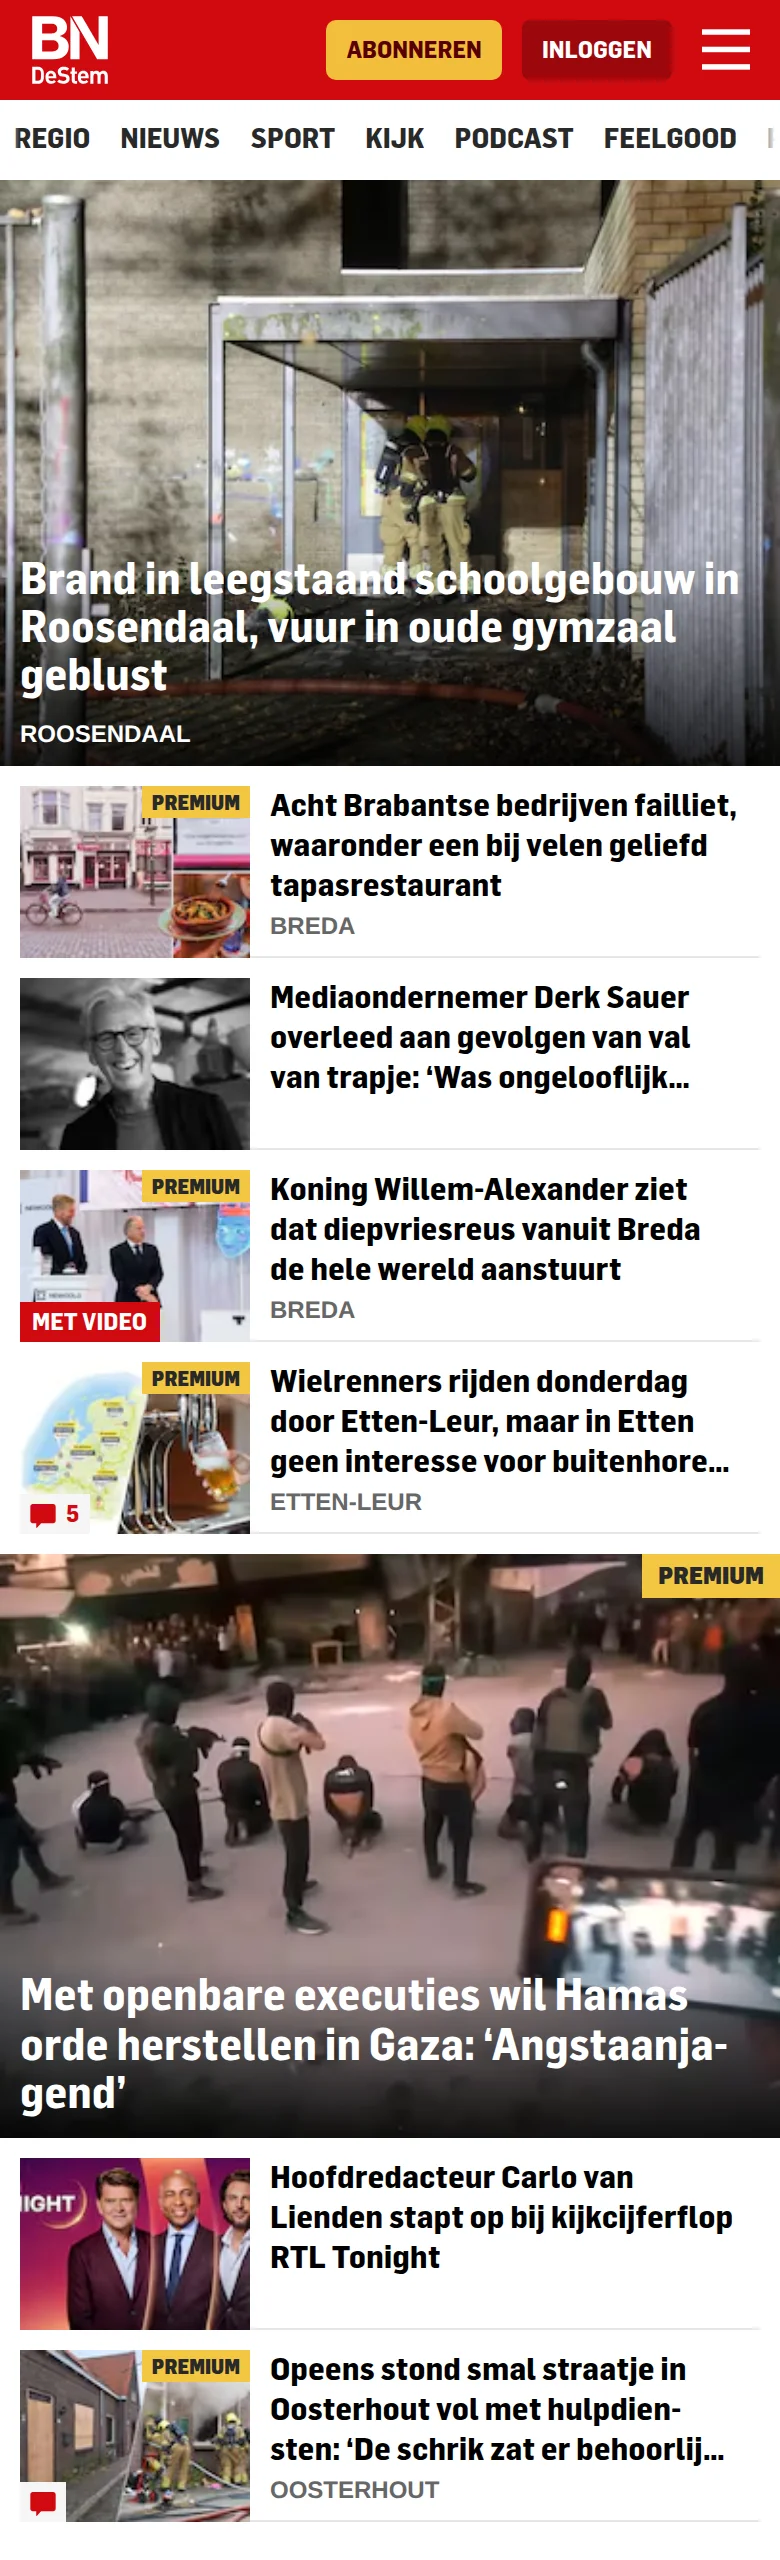 BN
DeStem
ABONNEREN
INLOGGEN
REGIO NIEUWS SPORT KIJK PODCAST FEELGOOD
Brand in leegstaand schoolgebouw in
Roosendaal, vuur in oude gymzaal
geblust
ROOSENDAAL
PREMIUM
Acht Brabantse bedrijven failliet,
waaronder een bij velen geliefd
tapasrestaurant
BREDA
Mediaondernemer Derk Sauer
overleed aan gevolgen van val
van trapje: ‘Was ongelooflijk...
PREMIUM
MET VIDEO
Koning Willem-Alexander ziet
dat diepvriesreus vanuit Breda
de hele wereld aanstuurt
BREDA
PREMIUM
5
Wielrenners rijden donderdag
door Etten-Leur, maar in Etten
geen interesse voor buitenhore...
ETTEN-LEUR
PREMIUM
Met openbare executies wil Hamas
orde herstellen in Gaza: ‘Angstaanja-
gend’
IGHT
Hoofdredacteur Carlo van
Lienden stapt op bij kijkcijferflop
RTL Tonight
PREMIUM
Opeens stond smal straatje in
Oosterhout vol met hulpdien-
sten: ‘De schrik zat er behoorlij...
OOSTERHOUT